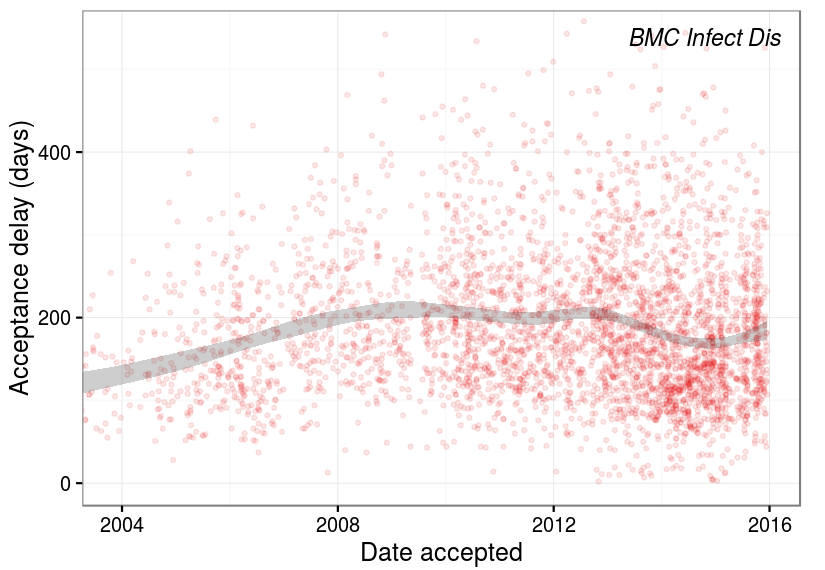 BMC Infect Dis
Acceptance delay (days)
400
200
0
2004 2008 2012 2016
Date accepted